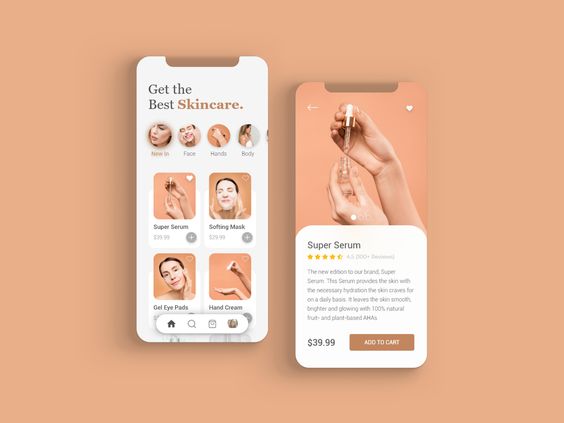 Get the
Best Skincare.
New in
Face
Hands
Body
Super Serum
$39.99
Softing Mask
$29.99
Gel Eye Pads
Hand Cream
Super Serum
4.5 (300+ Reviews)
The new edition to our brand, Super
Serum. This Serum provides the skin with
the necessary hydration the skin craves for
on a daily basis. It leaves the skin smooth,
brighter and glowing with 100% natural
fruit- and plant-based AHAs.
$39.99
ADD TO CART